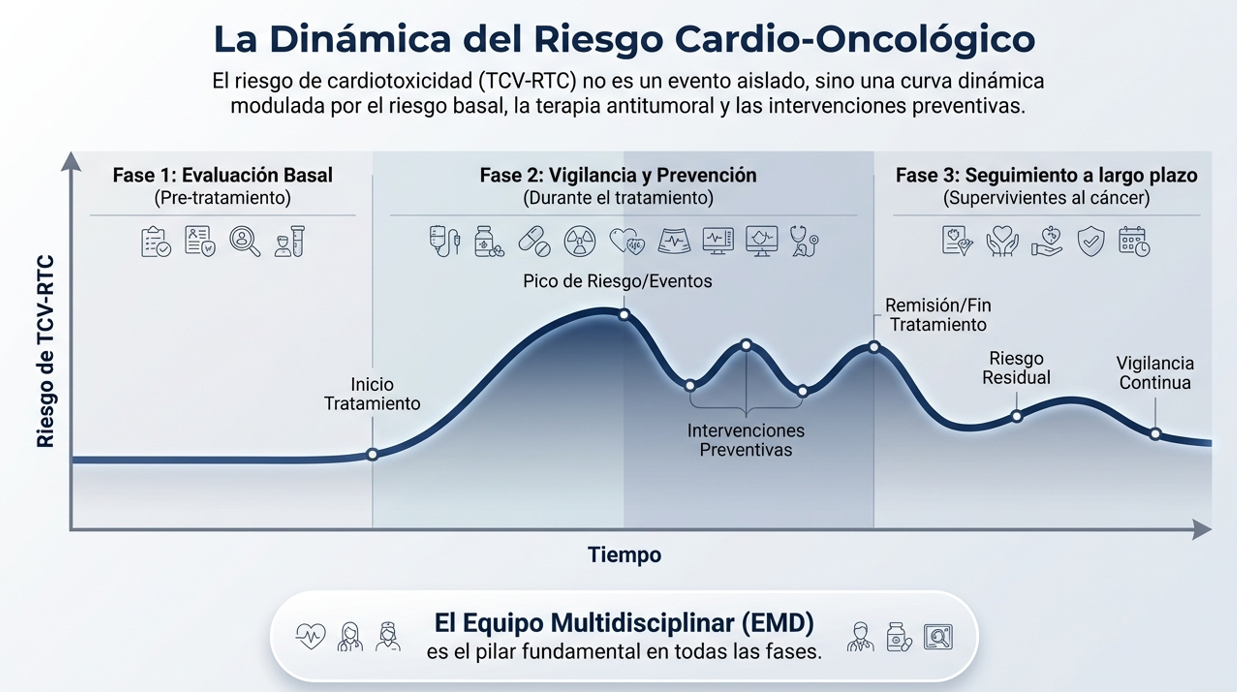 La Dinámica del Riesgo Cardio-Oncológico
El riesgo de cardiotoxicidad (TCV-RTC) no es un evento aislado, sino una curva dinámica
modulada por el riesgo basal, la terapia antitumoral y las intervenciones preventivas.
Fase 1: Evaluación Basal
(Pre-tratamiento)
Fase 2: Vigilancia y Prevención
(Durante el tratamiento)
Fase 3: Seguimiento a largo plazo
(Supervivientes al cáncer)
Riesgo de TCV-RTC
Inicio
Tratamiento
Pico de Riesgo/Eventos
Intervenciones
Preventivas
Remisión/Fin
Tratamiento
Riesgo
Residual
Vigilancia
Continua
Tiempo
El Equipo Multidisciplinar (EMD)
es el pilar fundamental en todas las fases.